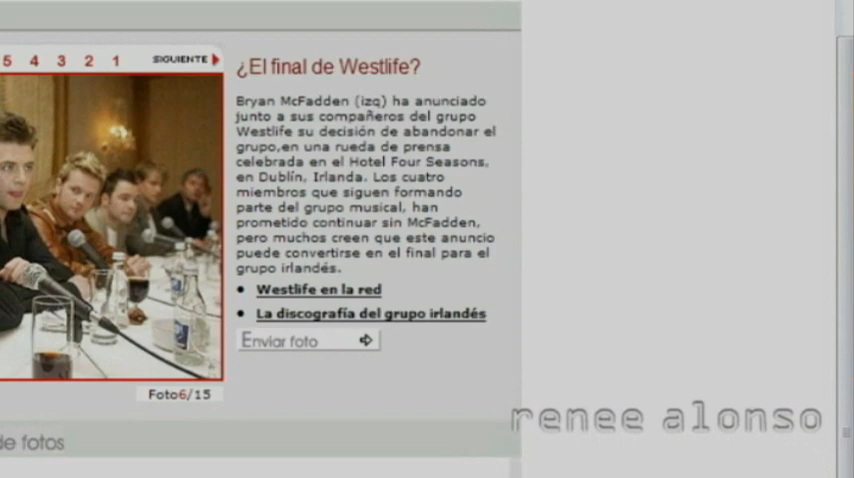 5 4 3 2 1 SIGUIENTE
¿El final de Westlife?
Bryan McFadden (izq) ha anunciado
junto a sus compañeros del grupo
Westlife su decisión de abandonar el
grupo,en una rueda de prensa
celebrada en el Hotel Four Seasons,
en Dublín, Irlanda. Los cuatro
miembros que siguen formando
parte del grupo musical, han
prometido continuar sin McFadden,
pero muchos creen que este anuncio
puede convertirse en el final para el
grupo irlandés.
Westlife en la red
La discografía del grupo irlandés
Enviar foto
Foto6/15
renee alonso
de fotos